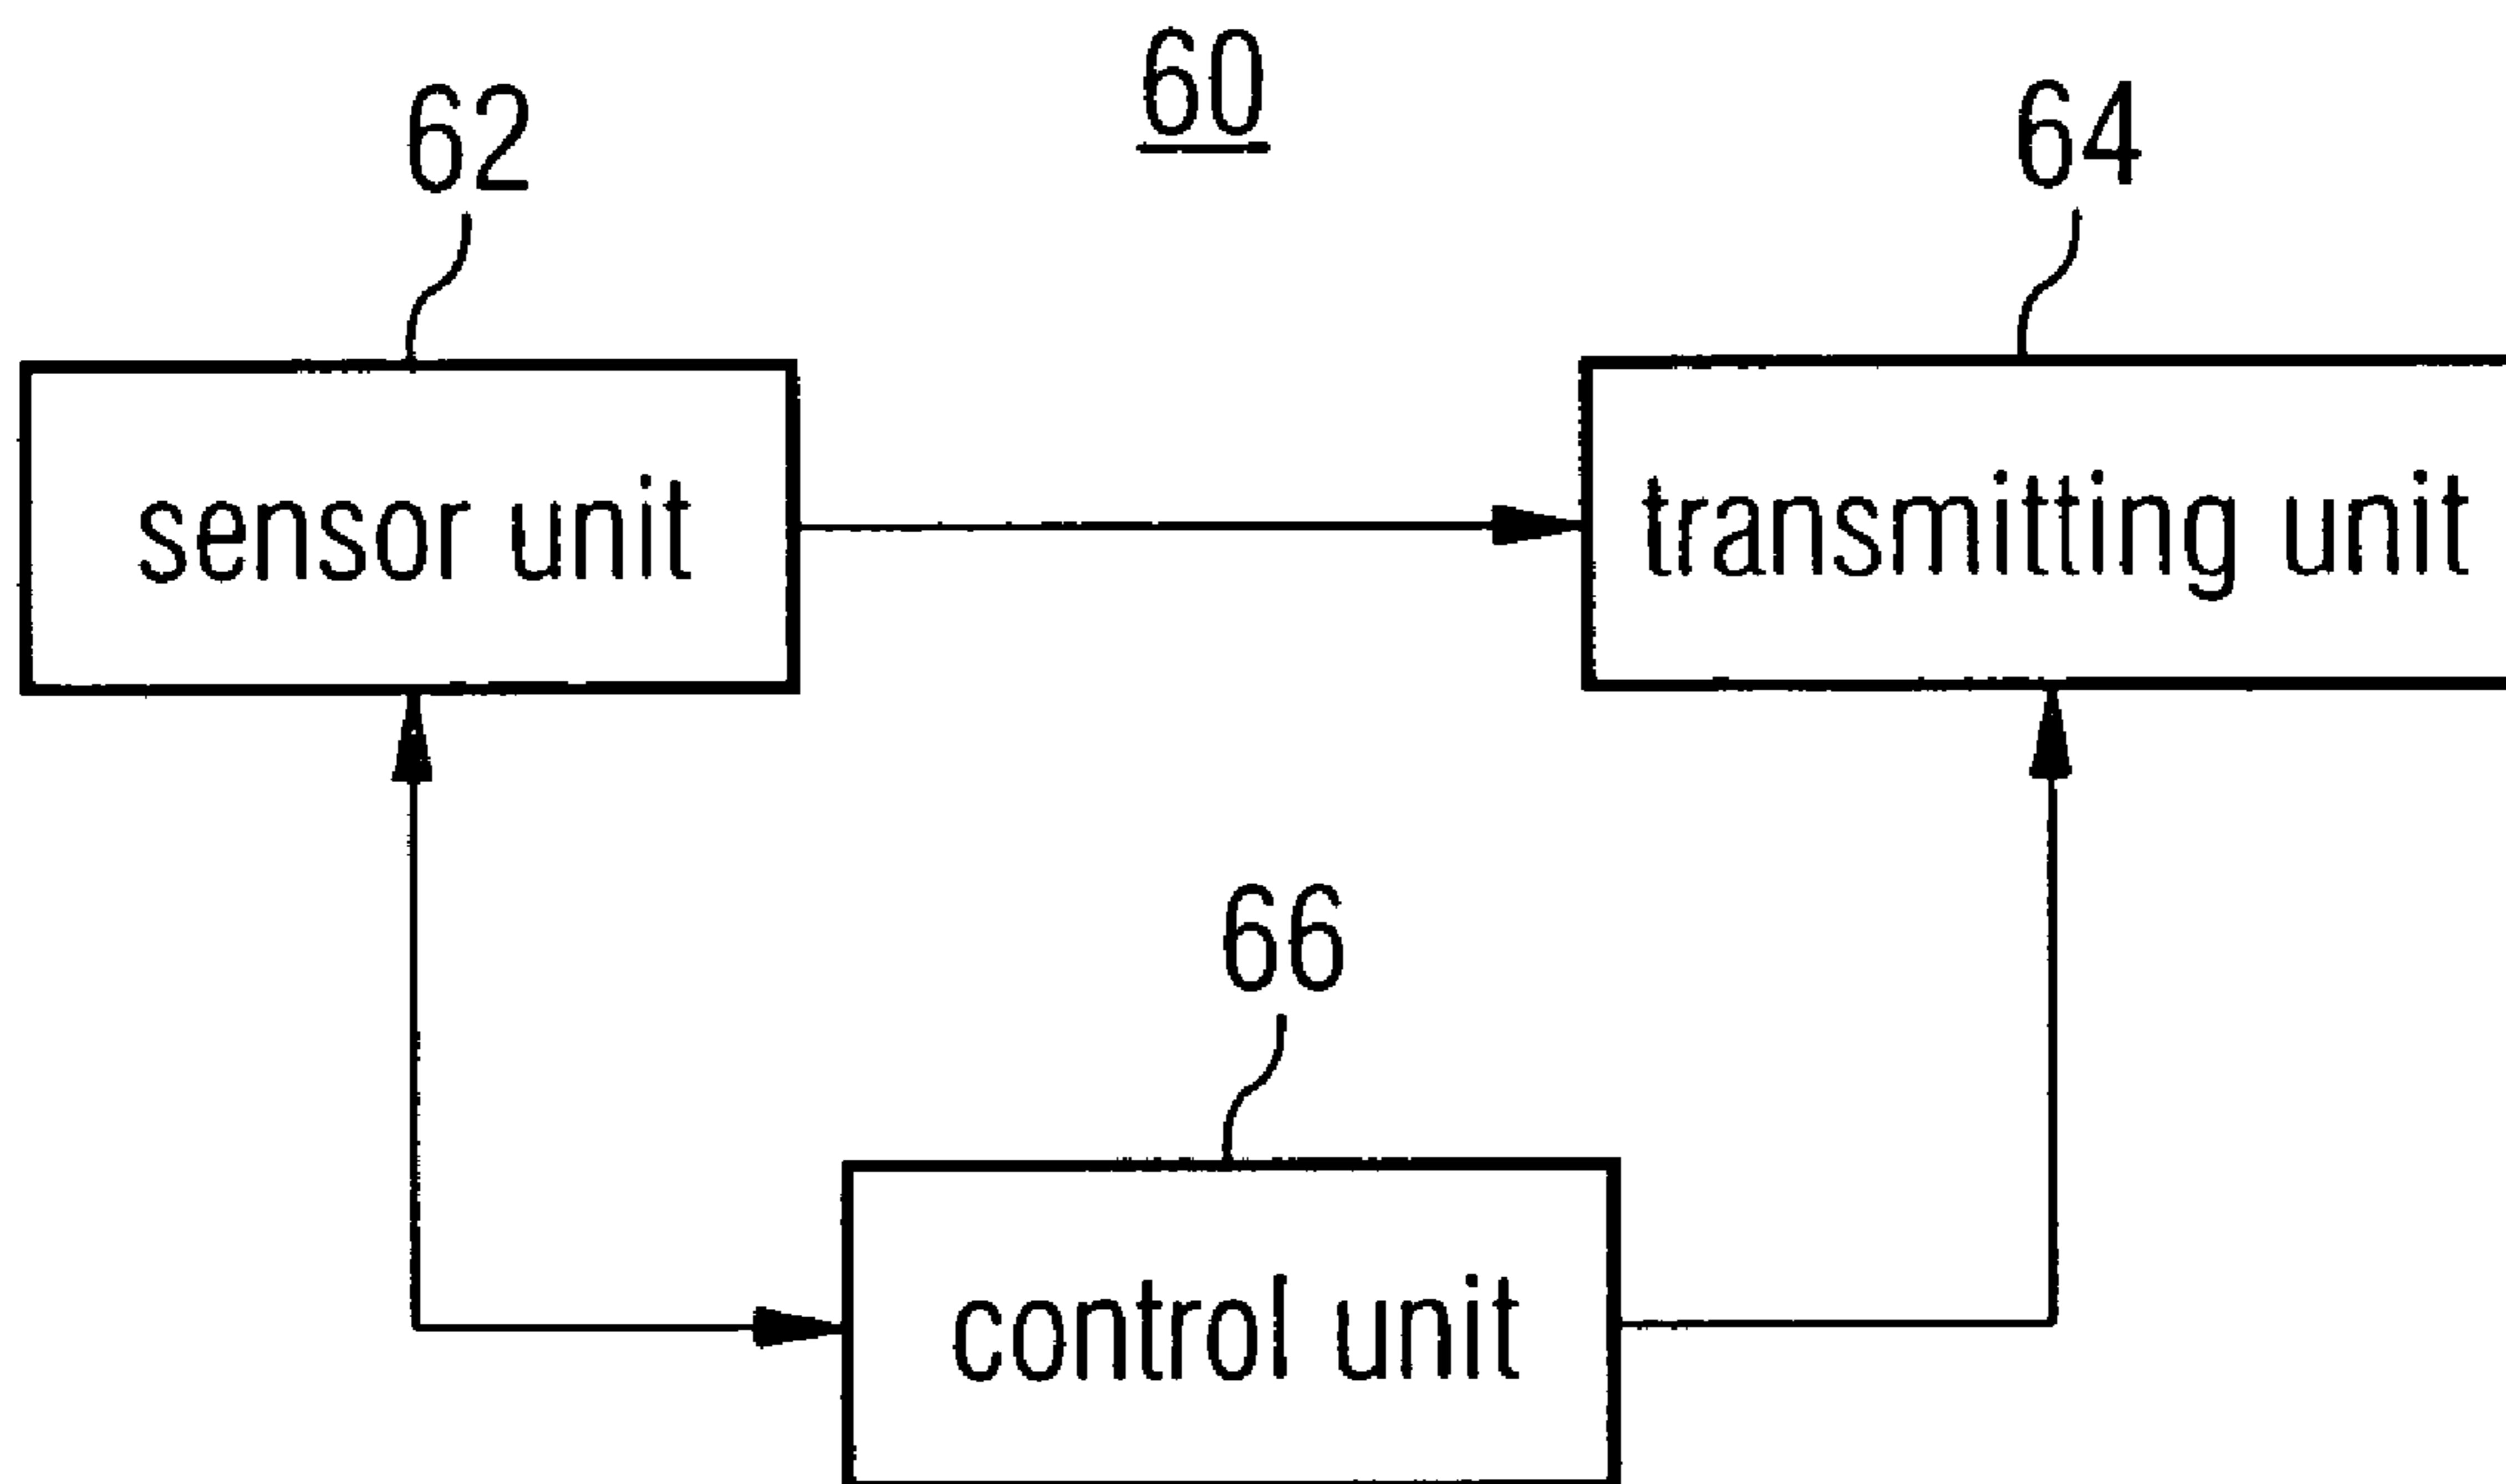 60
62
64
sensor unit
transmitting unit
66
control unit